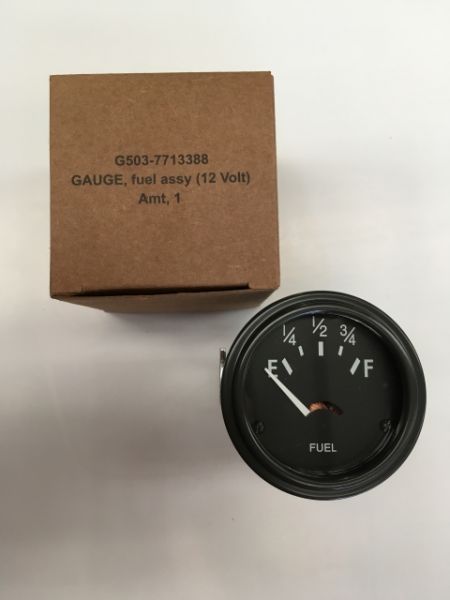 G503-7713388
GAUGE, fuel assy (12 Volt)
Amt, 1
1/4 1/2 3/4
E F
FUEL